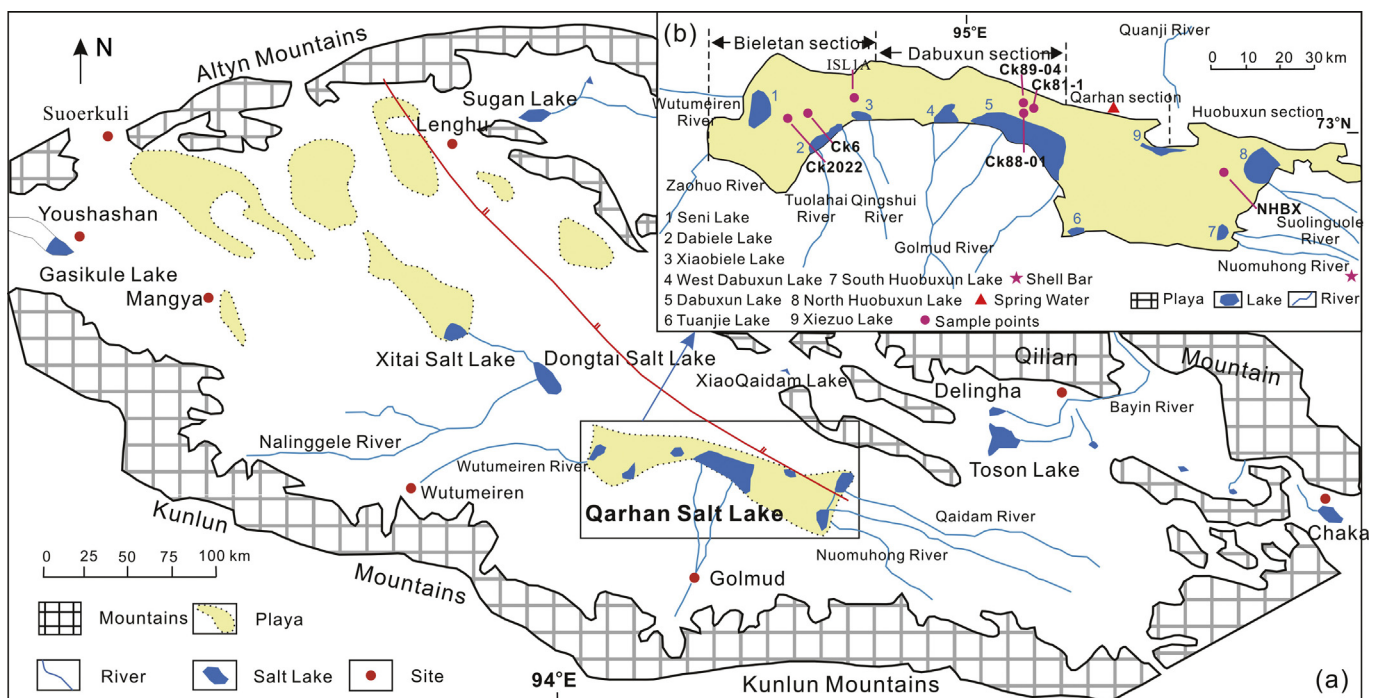 N
Altyn Mountains
Suoerkuli
Sugan Lake
Lenghu
Youshashan
Gasikule Lake
Mangya
Xitai Salt Lake
Dongtai Salt Lake
XiaoQaidam Lake
Qilian
Mountain
Delingha
Bayin River
Toson Lake
Nalinggele River
Wutumeiren River
Wutumeiren
Qarhan Salt Lake
Qaidam River
Nuomuhong River
Chaka
Kunlun
Mountains
Golmud
Kunlun Mountains
94°E
(a)
0 25 50 75 100 km
Mountains
Playa
River
Salt Lake
Site
(b)
Bieletan section
Dabuxun section
95°E
Quanji River
0 10 20 30 km
ISL1A
Ck89-04
Ck81-1
Qarhan section
Huobuxun section
73°N
Wutumeiren
River
1
2
3
4
5
6
7
8
9
Ck6
Ck2022
Ck88-01
NHBX
Zaohuo River
Tuolahai
River
Qingshui
River
Golmud River
Suolinguole
River
Nuomuhong River
1 Seni Lake
2 Dabiele Lake
3 Xiaobiele Lake
4 West Dabuxun Lake 7 South Huobuxun Lake Shell Bar
5 Dabuxun Lake 8 North Huobuxun Lake Spring Water
6 Tuanjie Lake 9 Xiezuo Lake Sample points
Playa Lake River